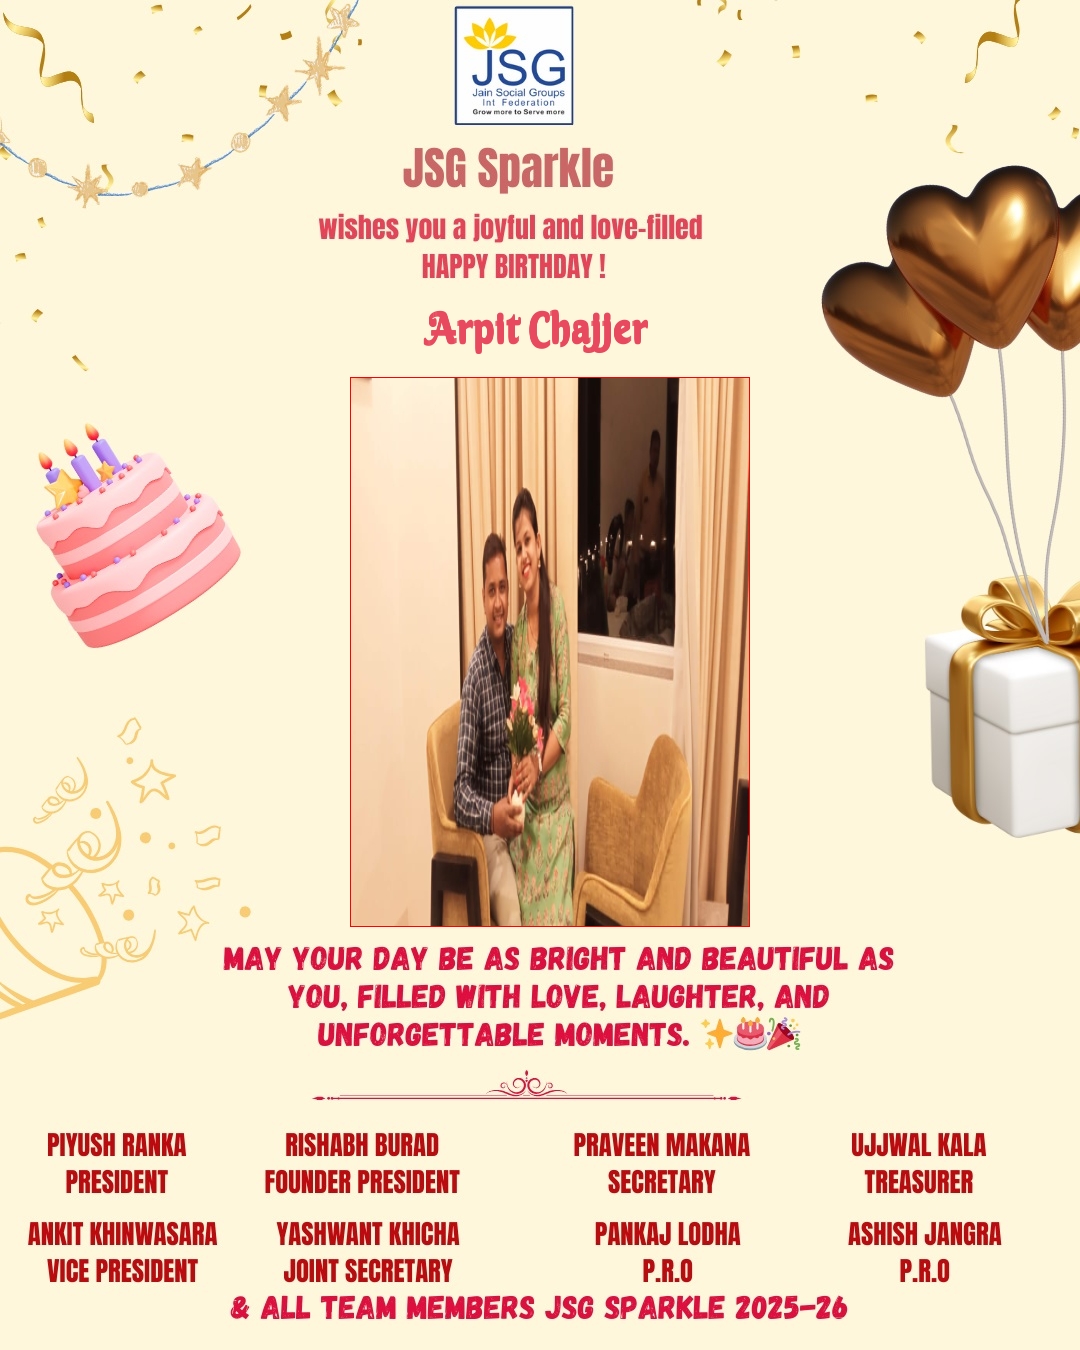 JSG
Jain Social Groups
Int Federation
Grow more to Serve more
JSG Sparkle
wishes you a joyful and love-filled
HAPPY BIRTHDAY !
Arpit Chajjer
MAY YOUR DAY BE AS BRIGHT AND BEAUTIFUL AS
YOU, FILLED WITH LOVE, LAUGHTER, AND
UNFORGETTABLE MOMENTS. ✨🎂🎉
PIYUSH RANKA
PRESIDENT
RISHABH BURAD
FOUNDER PRESIDENT
PRAVEEN MAKANA
SECRETARY
UJJWAL KALA
TREASURER
ANKIT KHINWASARA
VICE PRESIDENT
YASHWANT KHICHA
JOINT SECRETARY
PANKAJ LODHA
P.R.O
ASHISH JANGRA
P.R.O
& ALL TEAM MEMBERS JSG SPARKLE 2025-26